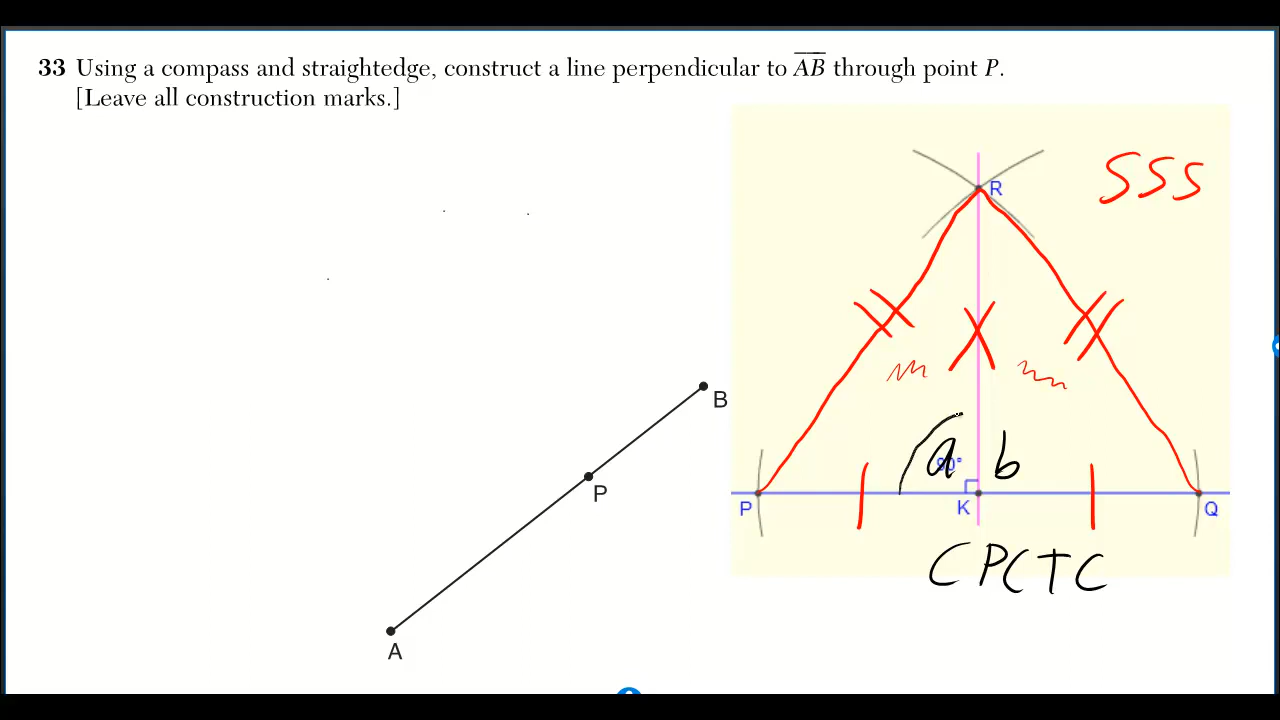 33 Using a compass and straightedge, construct a line perpendicular to AB through point P.
[Leave all construction marks.]
SSS
R
B
P
a 90° b
P K Q
CPCTC
A